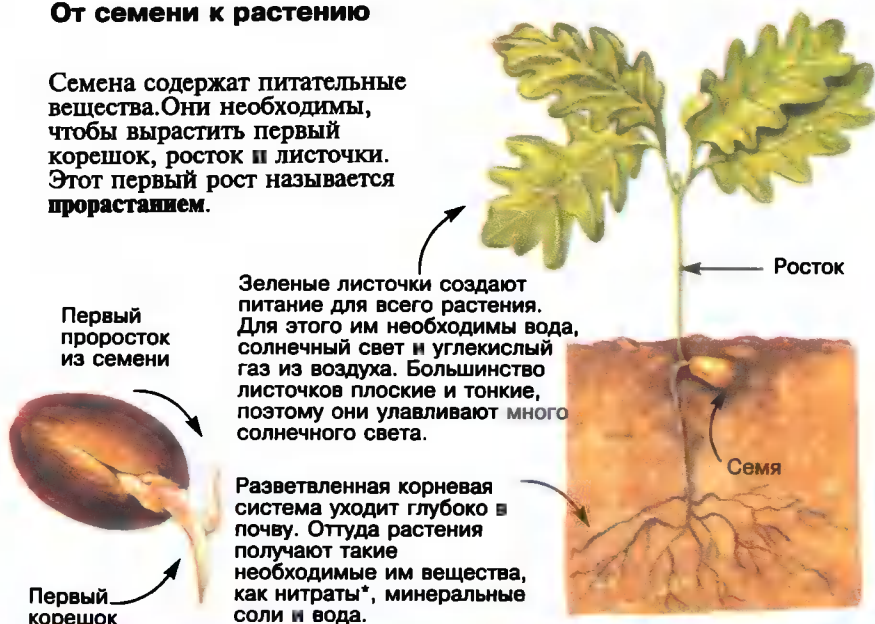 От семени к растению
Семена содержат питательные
вещества.Они необходимы,
чтобы вырастить первый
корешок, росток и листочки.
Этот первый рост называется
прорастанием.
Зеленые листочки создают
питание для всего растения.
Для этого им необходимы вода,
солнечный свет и углекислый
газ из воздуха. Большинство
листочков плоские и тонкие,
поэтому они улавливают много
солнечного света.
Росток
Первый
проросток
из семени
Семя
Разветвленная корневая
система уходит глубоко в
почву. Оттуда растения
получают такие
необходимые им вещества,
как нитраты*, минеральные
соли и вода.
Первый
корешок